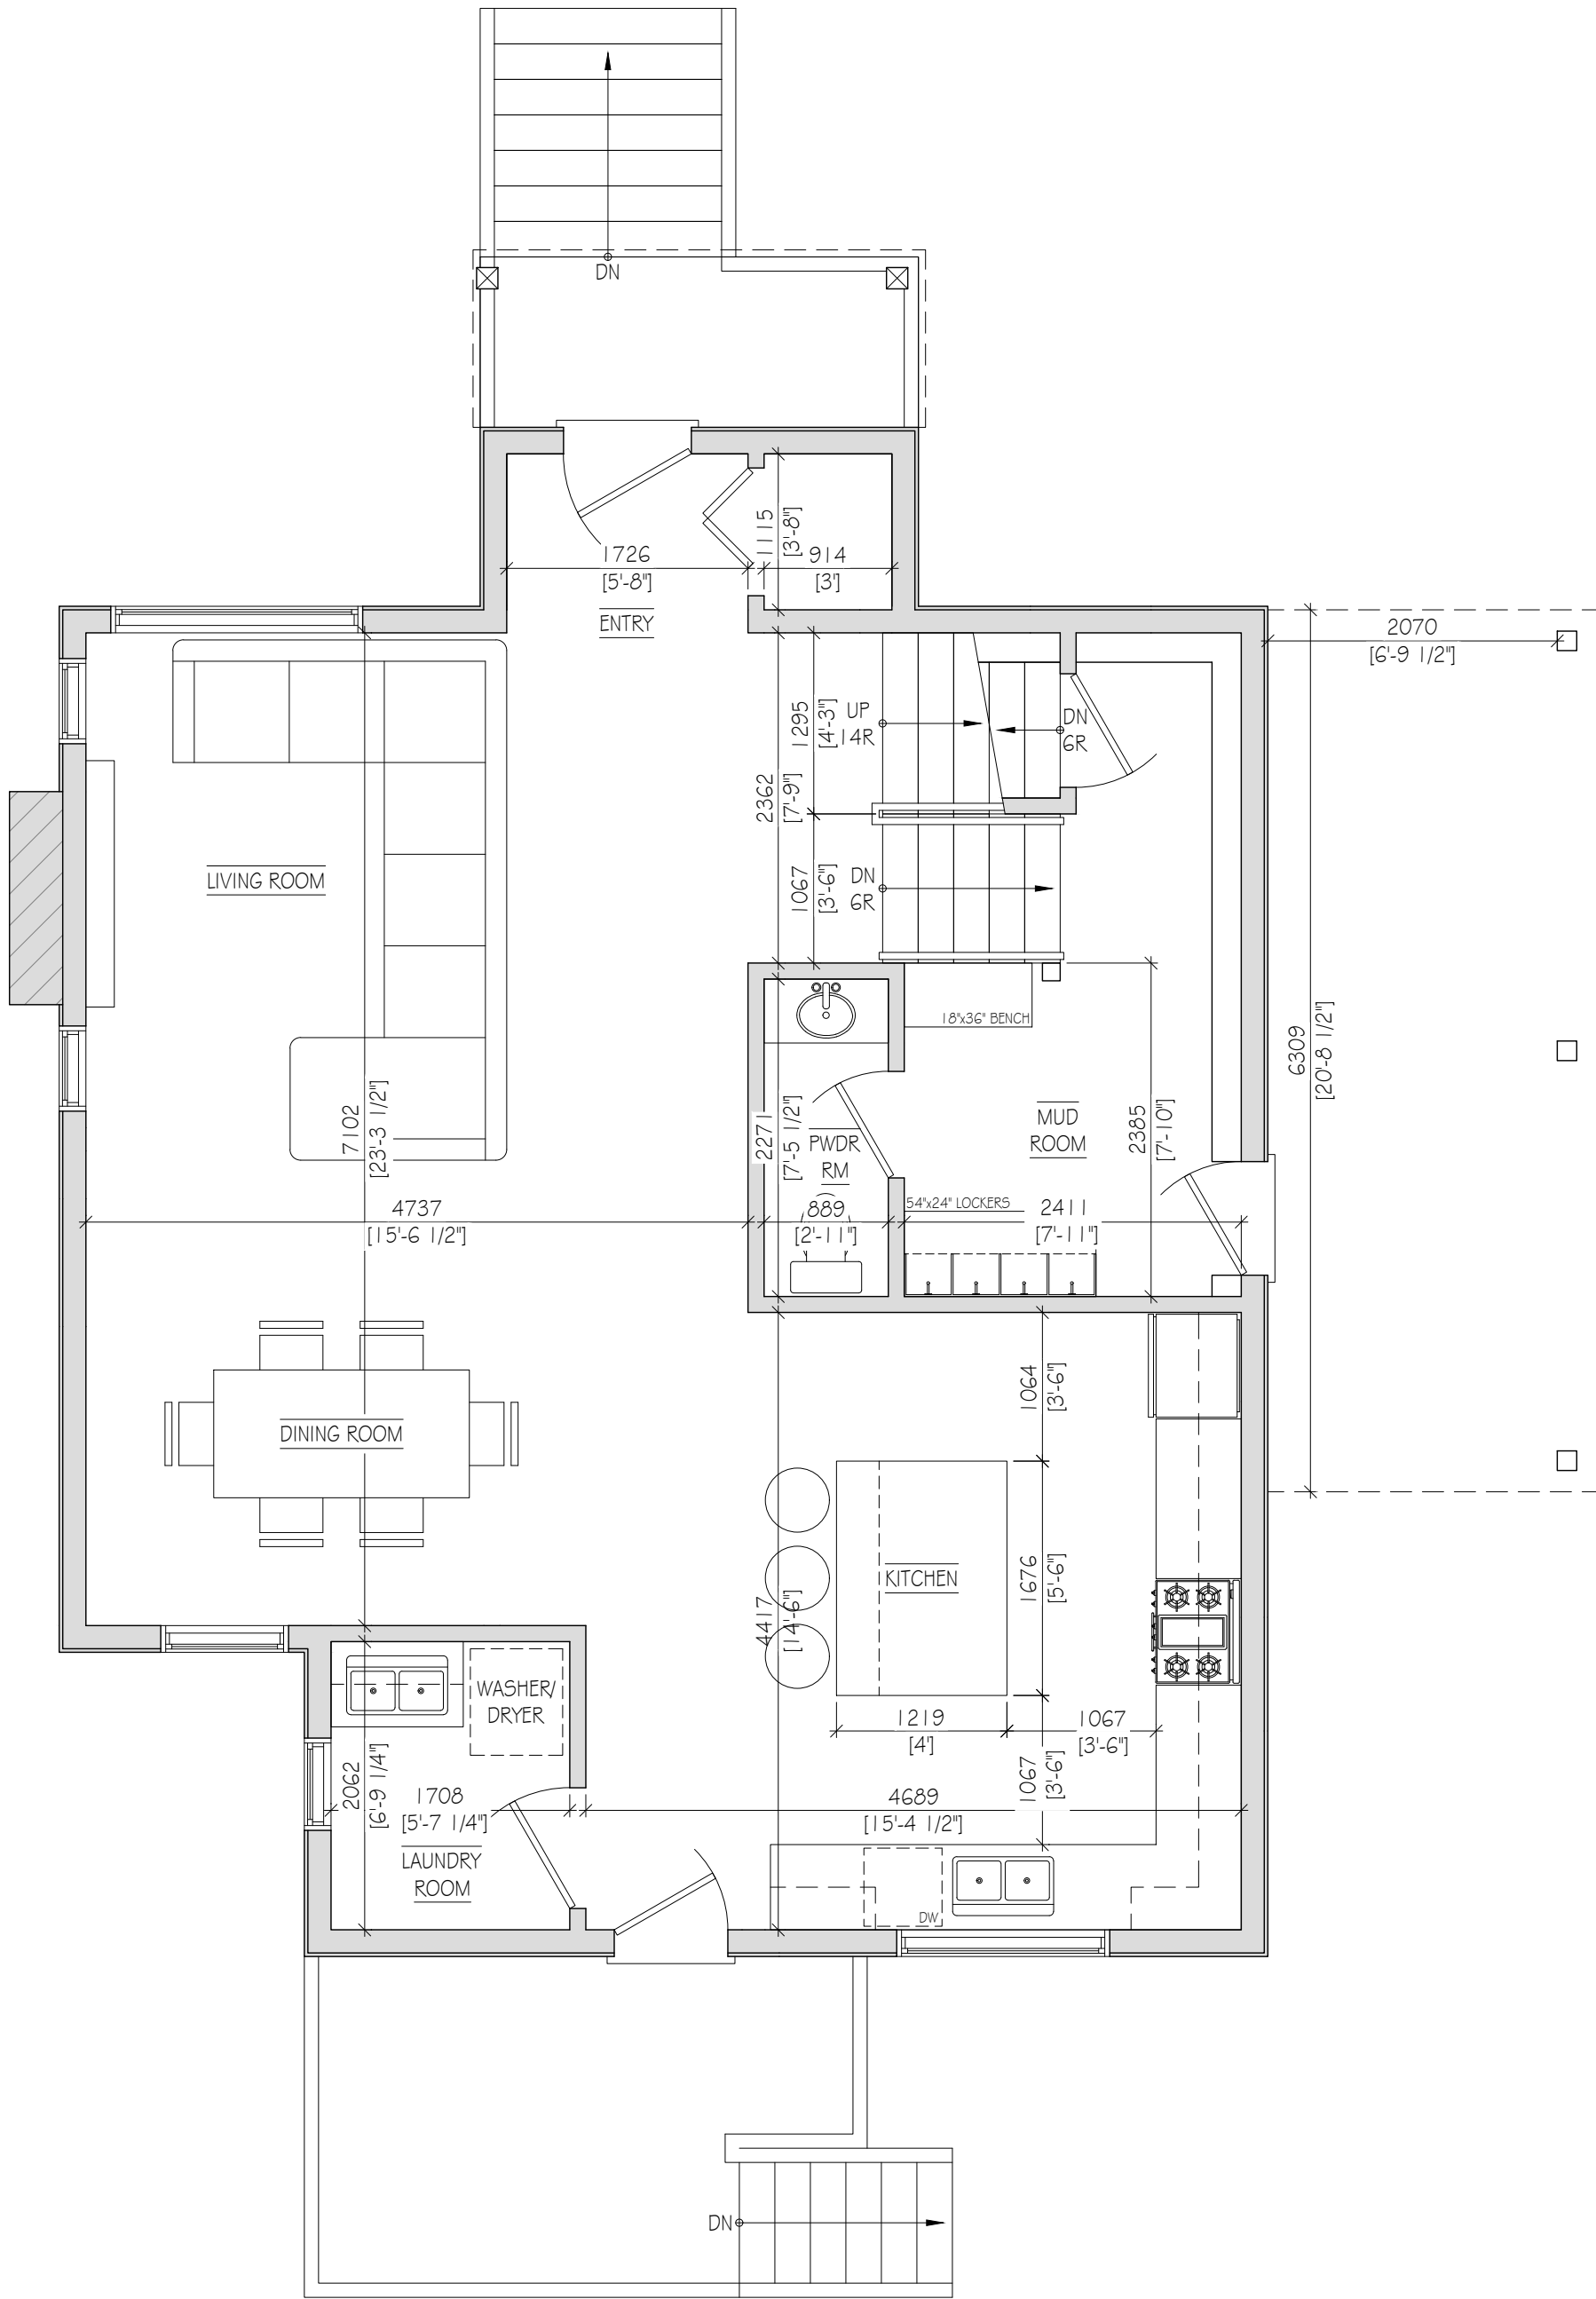 DN
1726
[5'-8"]
1115
[3'-8"]
914
[3']
ENTRY
2070
[6'-9 1/2"]
1295
[4'-3"]
UP
14R
DN
6R
2362
[7'-9"]
LIVING ROOM
1067
[3'-6"]
DN
6R
18"x36" BENCH
6309
[20'-8 1/2"]
7102
[23'-3 1/2"]
2271
[7'-5 1/2"]
PWDR
RM
MUD
ROOM
2385
[7'-10"]
4737
[15'-6 1/2"]
889
[2'-11"]
54"x24" LOCKERS
2411
[7'-11"]
1064
[3'-6"]
DINING ROOM
KITCHEN
1676
[5'-6"]
4417
[14'-6"]
WASHER/
DRYER
1219
[4']
1067
[3'-6"]
2062
[6'-9 1/4"]
1067
[3'-6"]
1708
[5'-7 1/4"]
4689
[15'-4 1/2"]
LAUNDRY
ROOM
DW
DN